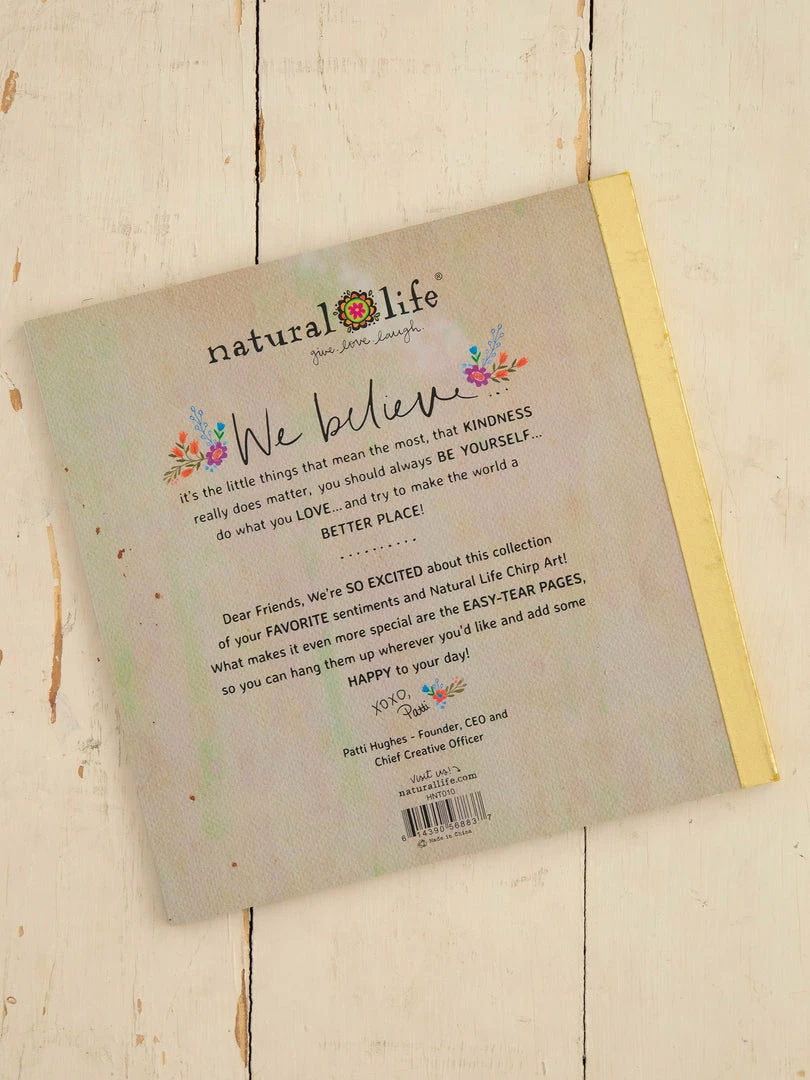 natural life®
give. love. laugh.
We believe...
it's the little things that mean the most, that KINDNESS
really does matter, you should always BE YOURSELF...
do what you LOVE...and try to make the world a
BETTER PLACE!
Dear Friends, We're SO EXCITED about this collection
of your FAVORITE sentiments and Natural Life Chirp Art!
What makes it even more special are the EASY-TEAR PAGES,
so you can hang them up wherever you'd like and add some
HAPPY to your day!
XOXO,
Patti
Patti Hughes - Founder, CEO and
Chief Creative Officer
visit us!
naturallife.com
HNT010
6 14390 56883 7
Made in China